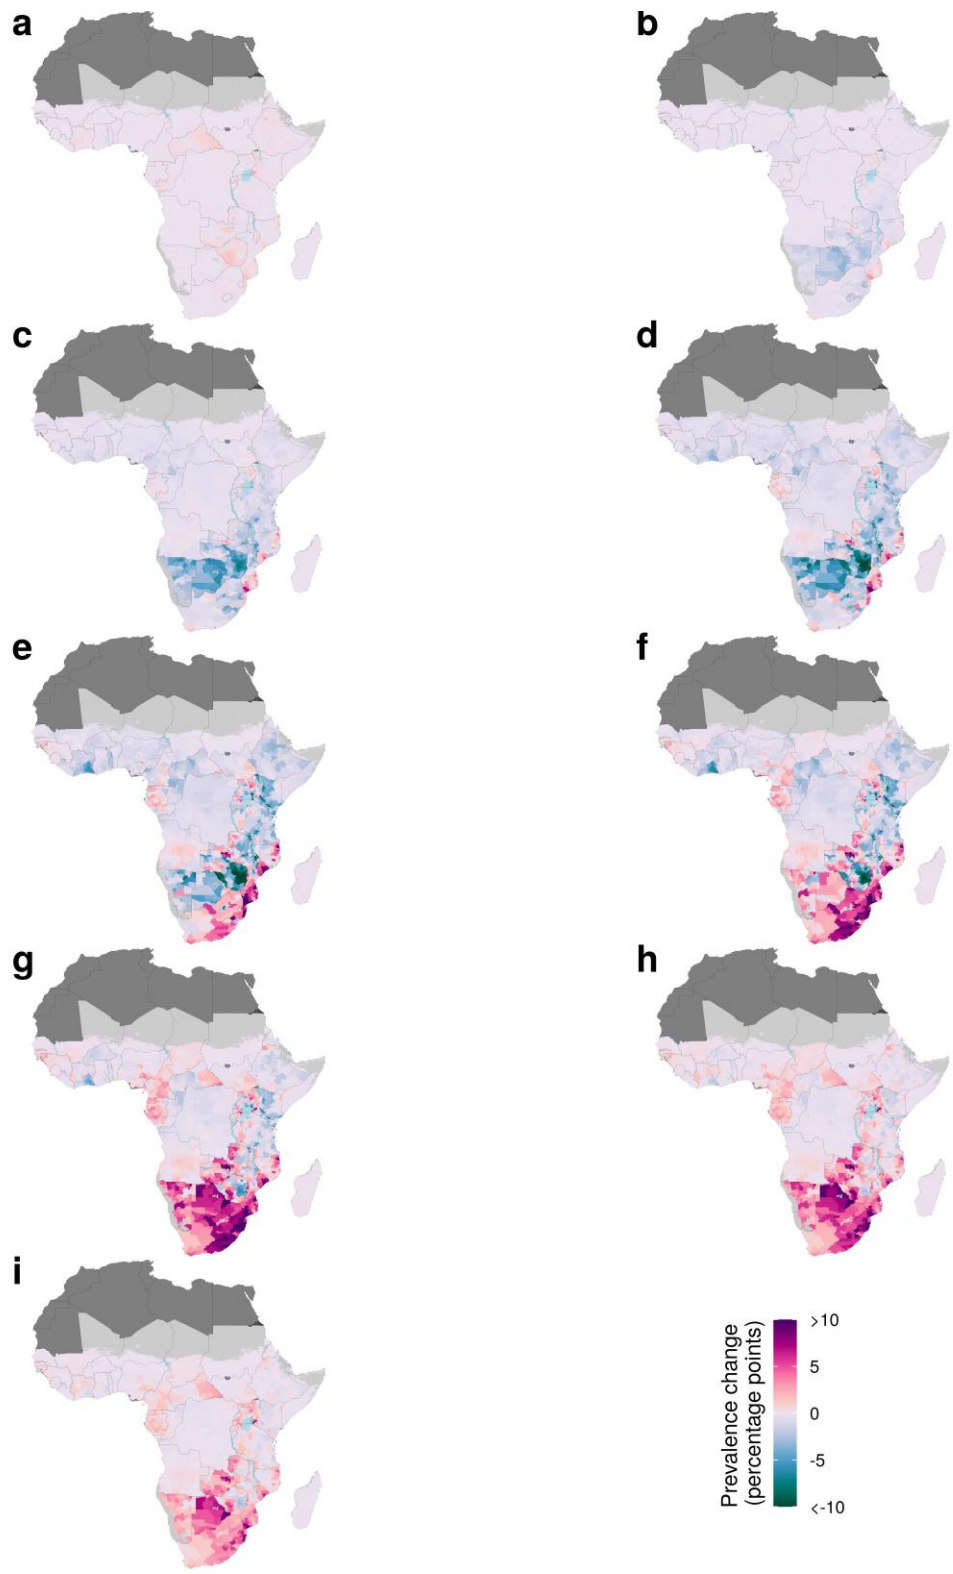 a
b
c
d
e
f
g
h
i
Prevalence change
(percentage points)
>10
5
0
-5
<-10